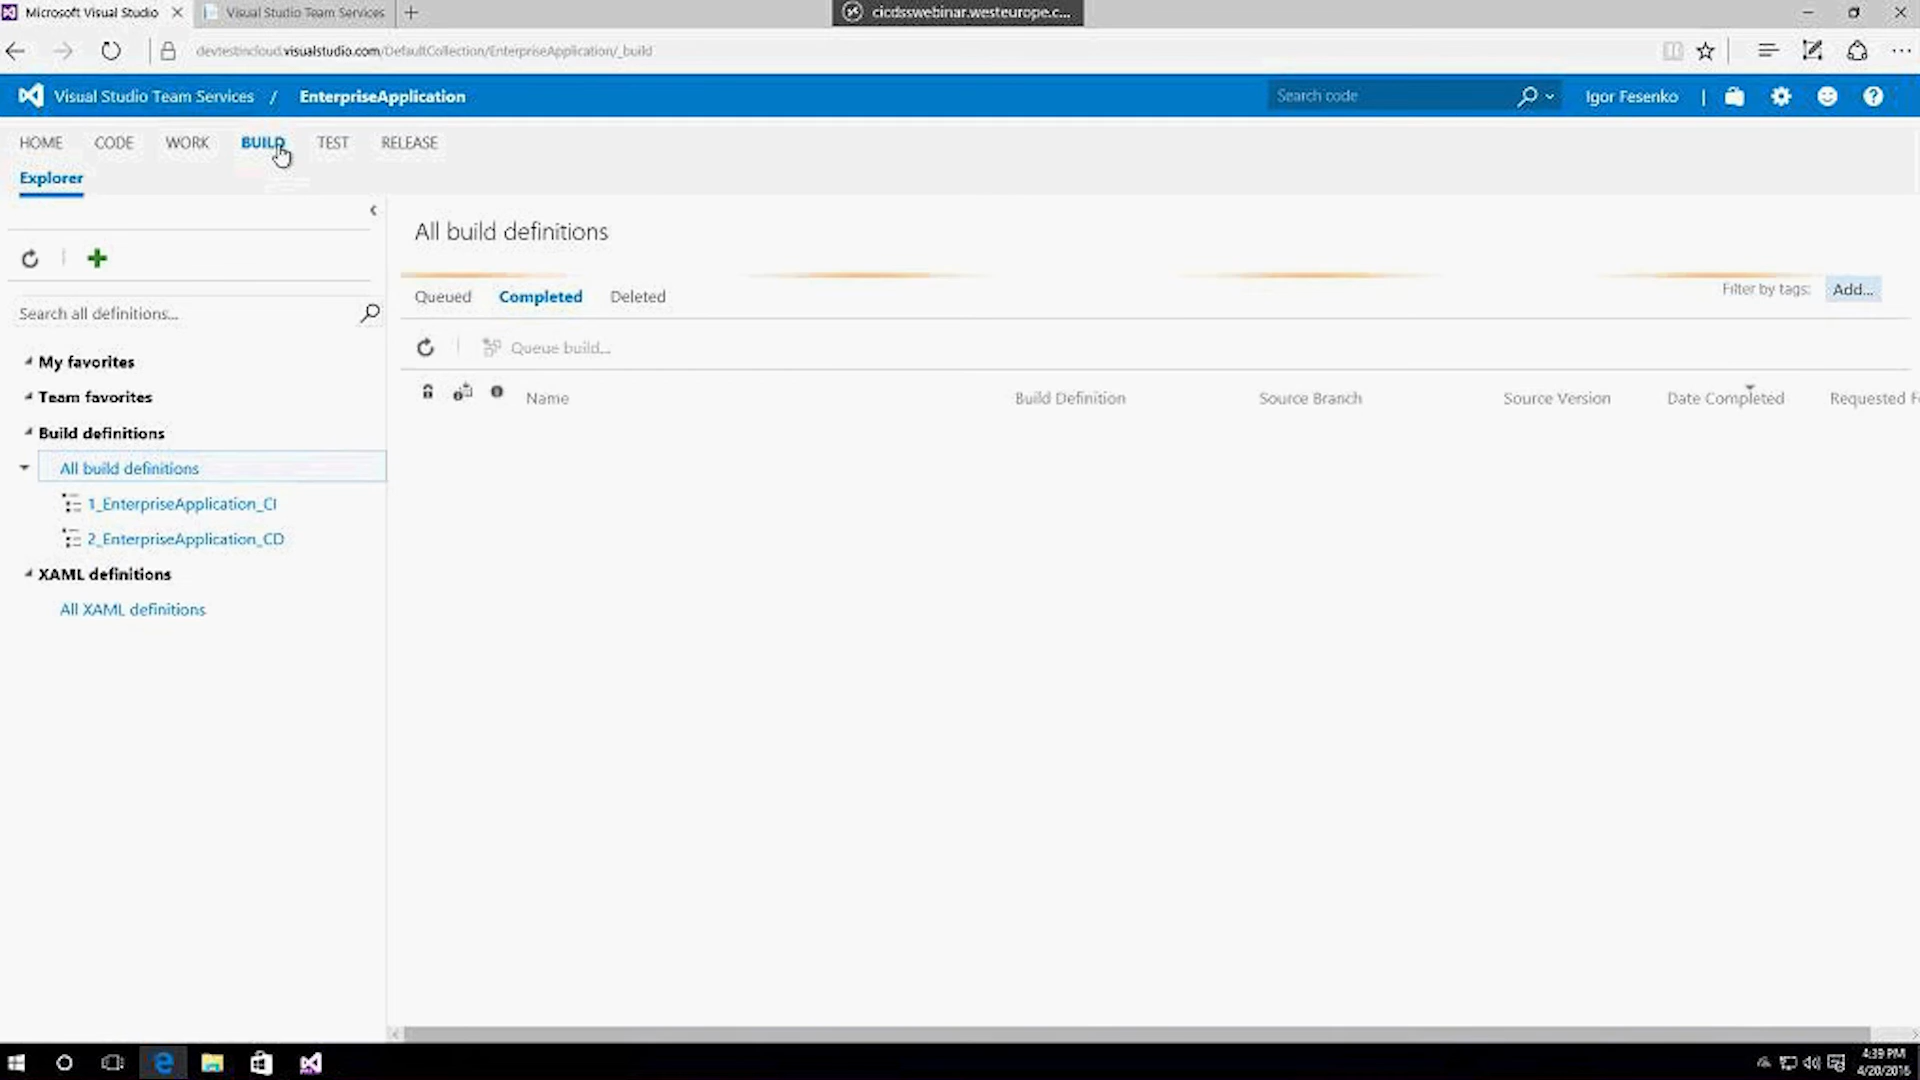 Microsoft Visual Studio
Visual Studio Team Services
cicdsswebinar.westeurope.c...
devtestincloud.visualstudio.com/DefaultCollection/EnterpriseApplication/_build
Visual Studio Team Services / EnterpriseApplication
Search code
Igor Fesenko
HOME CODE WORK BUILD TEST RELEASE
Explorer
All build definitions
Queued Completed Deleted
Filter by tags: Add...
Search all definitions...
Queue build...
My favorites
Team favorites
Build definitions
All build definitions
1_EnterpriseApplication_CI
2_EnterpriseApplication_CD
XAML definitions
All XAML definitions
Name Build Definition Source Branch Source Version Date Completed Requested F
4:39 PM
4/20/2016